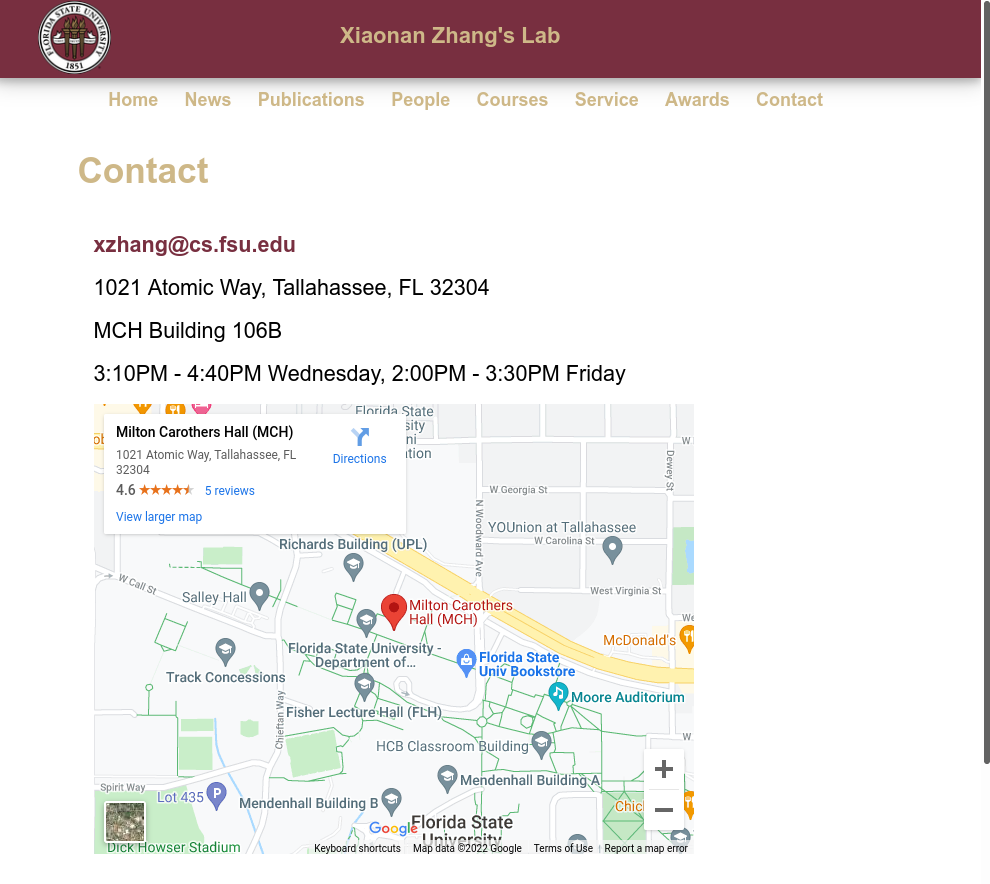 FLORIDA STATE UNIVERSITY
1851
Xiaonan Zhang's Lab
Home News Publications People Courses Service Awards Contact
Contact
xzhang@cs.fsu.edu
1021 Atomic Way, Tallahassee, FL 32304
MCH Building 106B
3:10PM - 4:40PM Wednesday, 2:00PM - 3:30PM Friday
Florida State
Milton Carothers Hall (MCH)
1021 Atomic Way, Tallahassee, FL
32304
4.6 5 reviews
View larger map
Directions
Dewey St
W Georgia St
N Woodward Ave
YOUnion at Tallahassee
W Carolina St
Richards Building (UPL)
W Call St
West Virginia St
Salley Hall
Milton Carothers
Hall (MCH)
McDonald's
Florida State University -
Department of...
Florida State
Univ Bookstore
Track Concessions
Moore Auditorium
Chieftan Way
Fisher Lecture Hall (FLH)
HCB Classroom Building
Mendenhall Building A
Spirit Way
Lot 435
P
Mendenhall Building B
Chic
Google
Florida State
University
Dick Howser Stadium
Keyboard shortcuts Map data ©2022 Google Terms of Use Report a map error